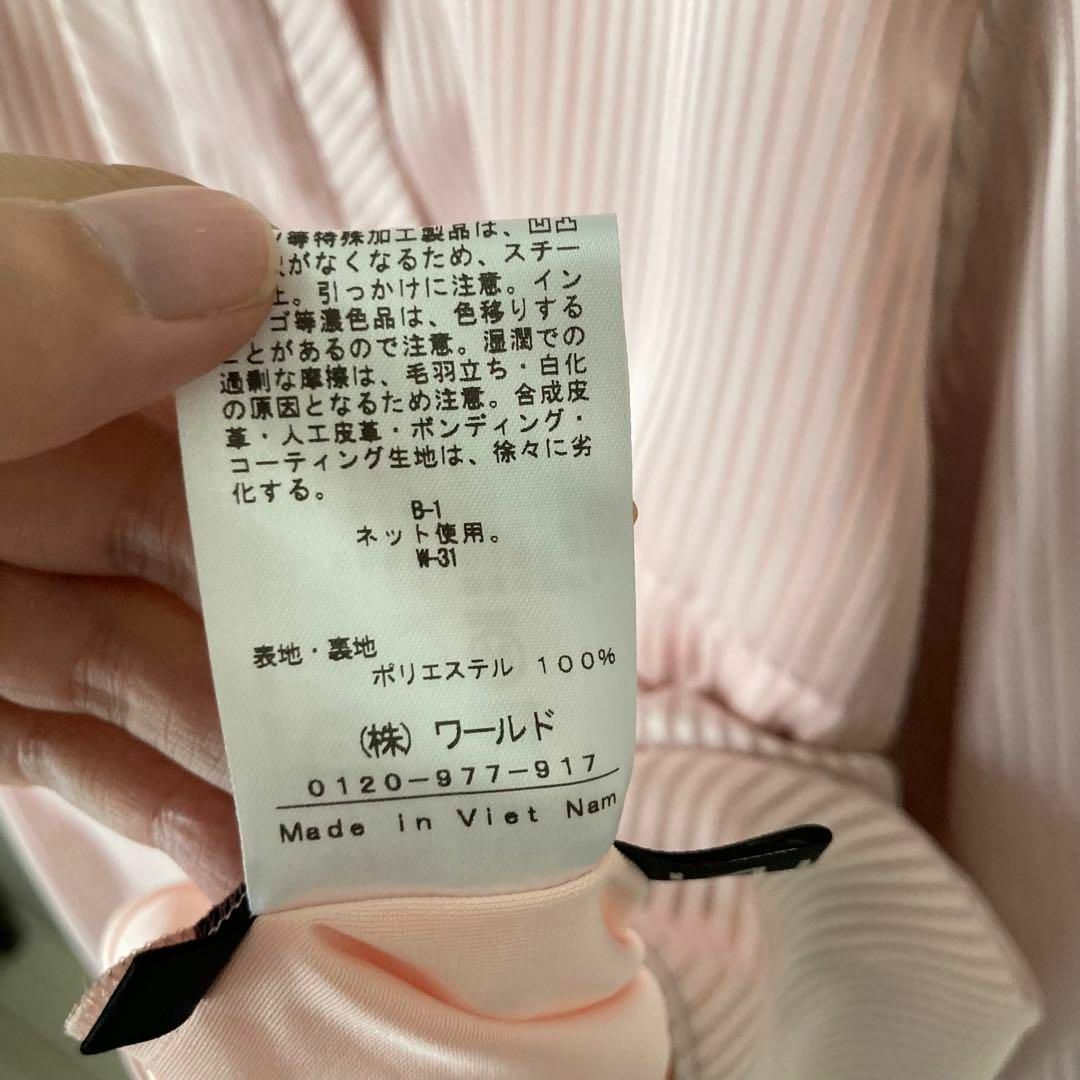 等特殊加工製品は、凹凸
がなくなるため、スチー
。引っかけに注意。イン
ゴ等濃色品は、色移りする
ことがあるので注意。湿潤での
過剰な摩擦は、毛羽立ち・白化
の原因となるため注意。合成皮
革・人工皮革・ボンディング・
コーティング生地は、徐々に劣
化する。
B-1
ネット使用。
W-31
表地・裏地
ポリエステル 100%
(株) ワールド
0120-977-917
Made in Viet Nam